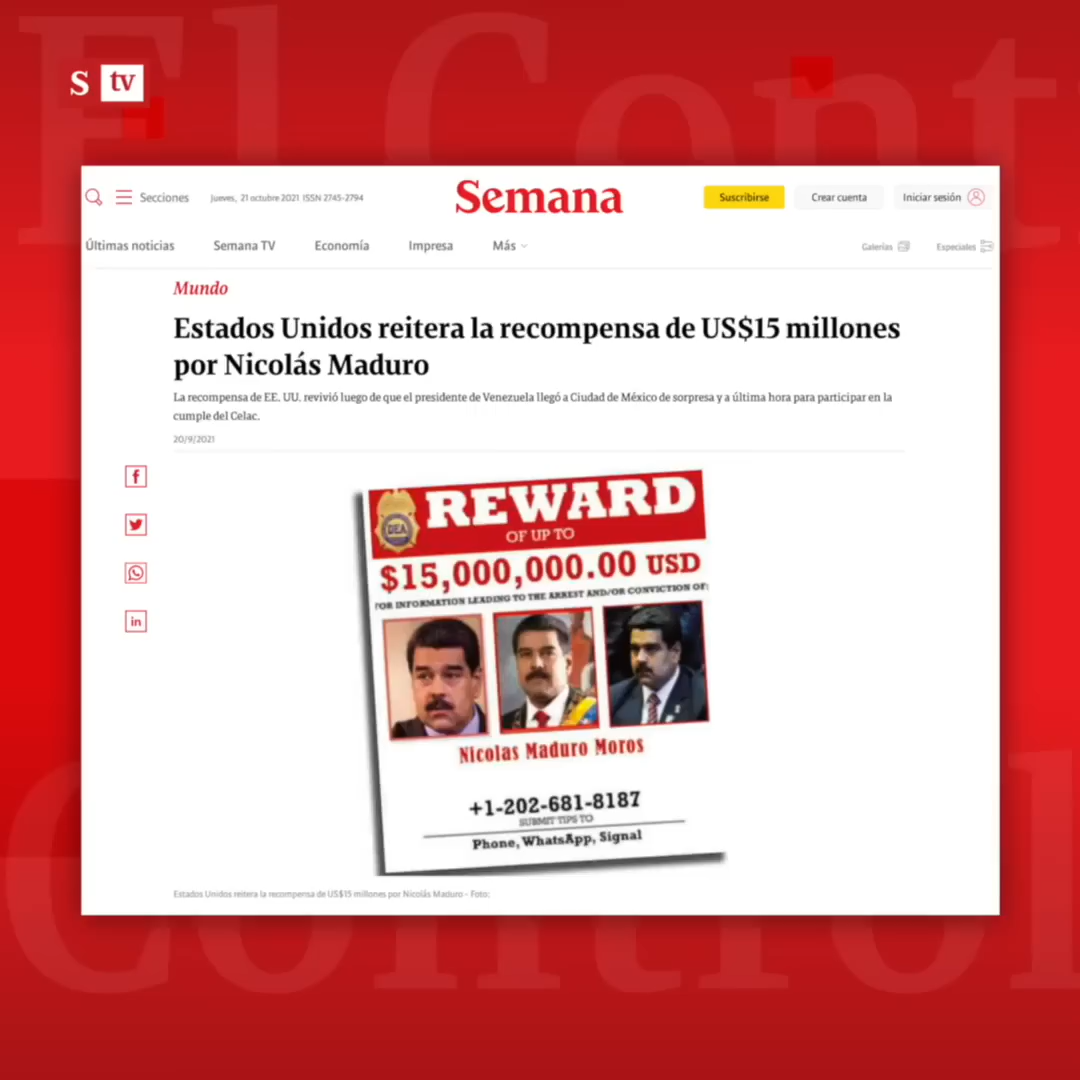 El Cont
S tv
Secciones
Jueves, 21 octubre 2021 ISSN 2745-2794
Semana
Suscribirse
Crear cuenta
Iniciar sesión
Últimas noticias
Semana TV
Economía
Impresa
Más
Galerías
Especiales
Mundo
Estados Unidos reitera la recompensa de US$15 millones
por Nicolás Maduro
La recompensa de EE. UU. revivió luego de que el presidente de Venezuela llegó a Ciudad de México de sorpresa y a última hora para participar en la
cumple del Celac.
20/9/2021
f
in
DEA
REWARD
OF UP TO
$15,000,000.00 USD
FOR INFORMATION LEADING TO THE ARREST AND/OR CONVICTION OF:
Nicolas Maduro Moros
+1-202-681-8187
SUBMIT TIPS TO
Phone, WhatsApp, Signal
Estados Unidos reitera la recompensa de US$15 millones por Nicolás Maduro - Foto:
Control